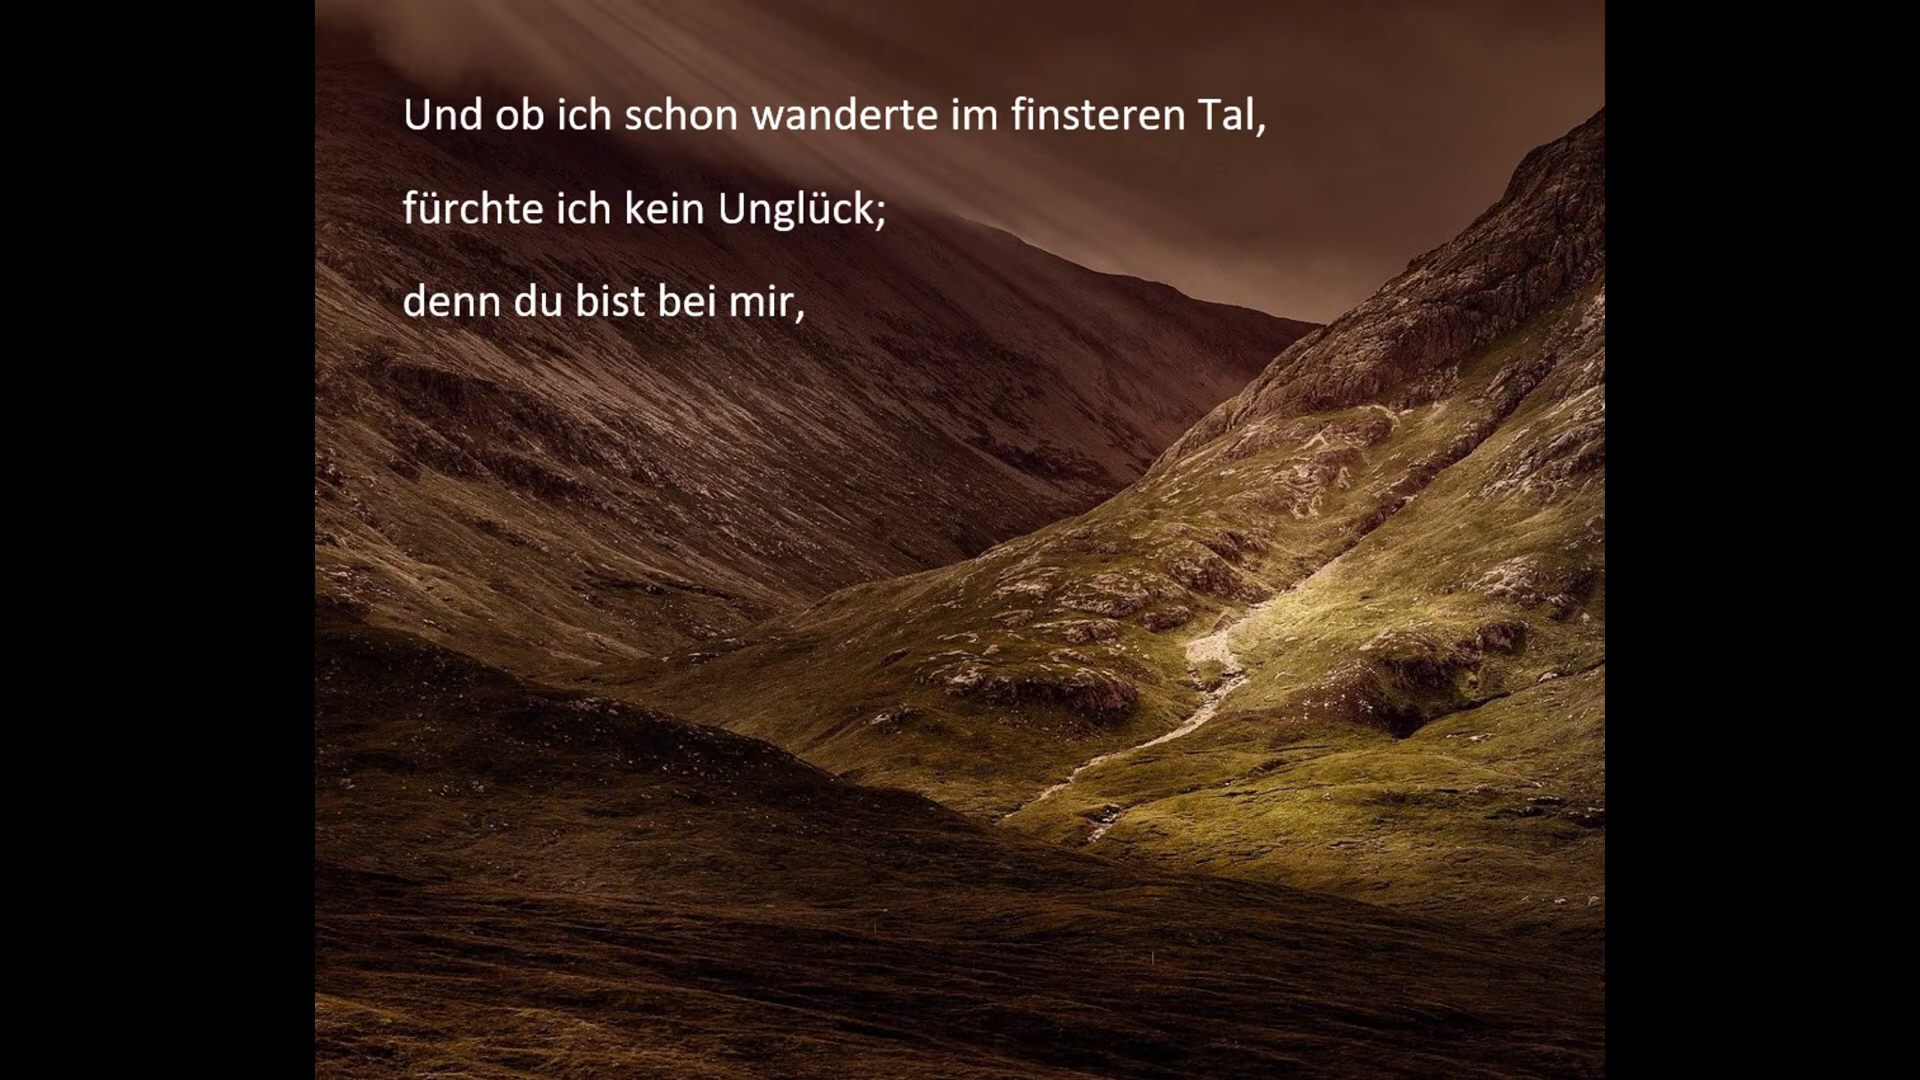 Und ob ich schon wanderte im finsteren Tal,
fürchte ich kein Unglück;
denn du bist bei mir,